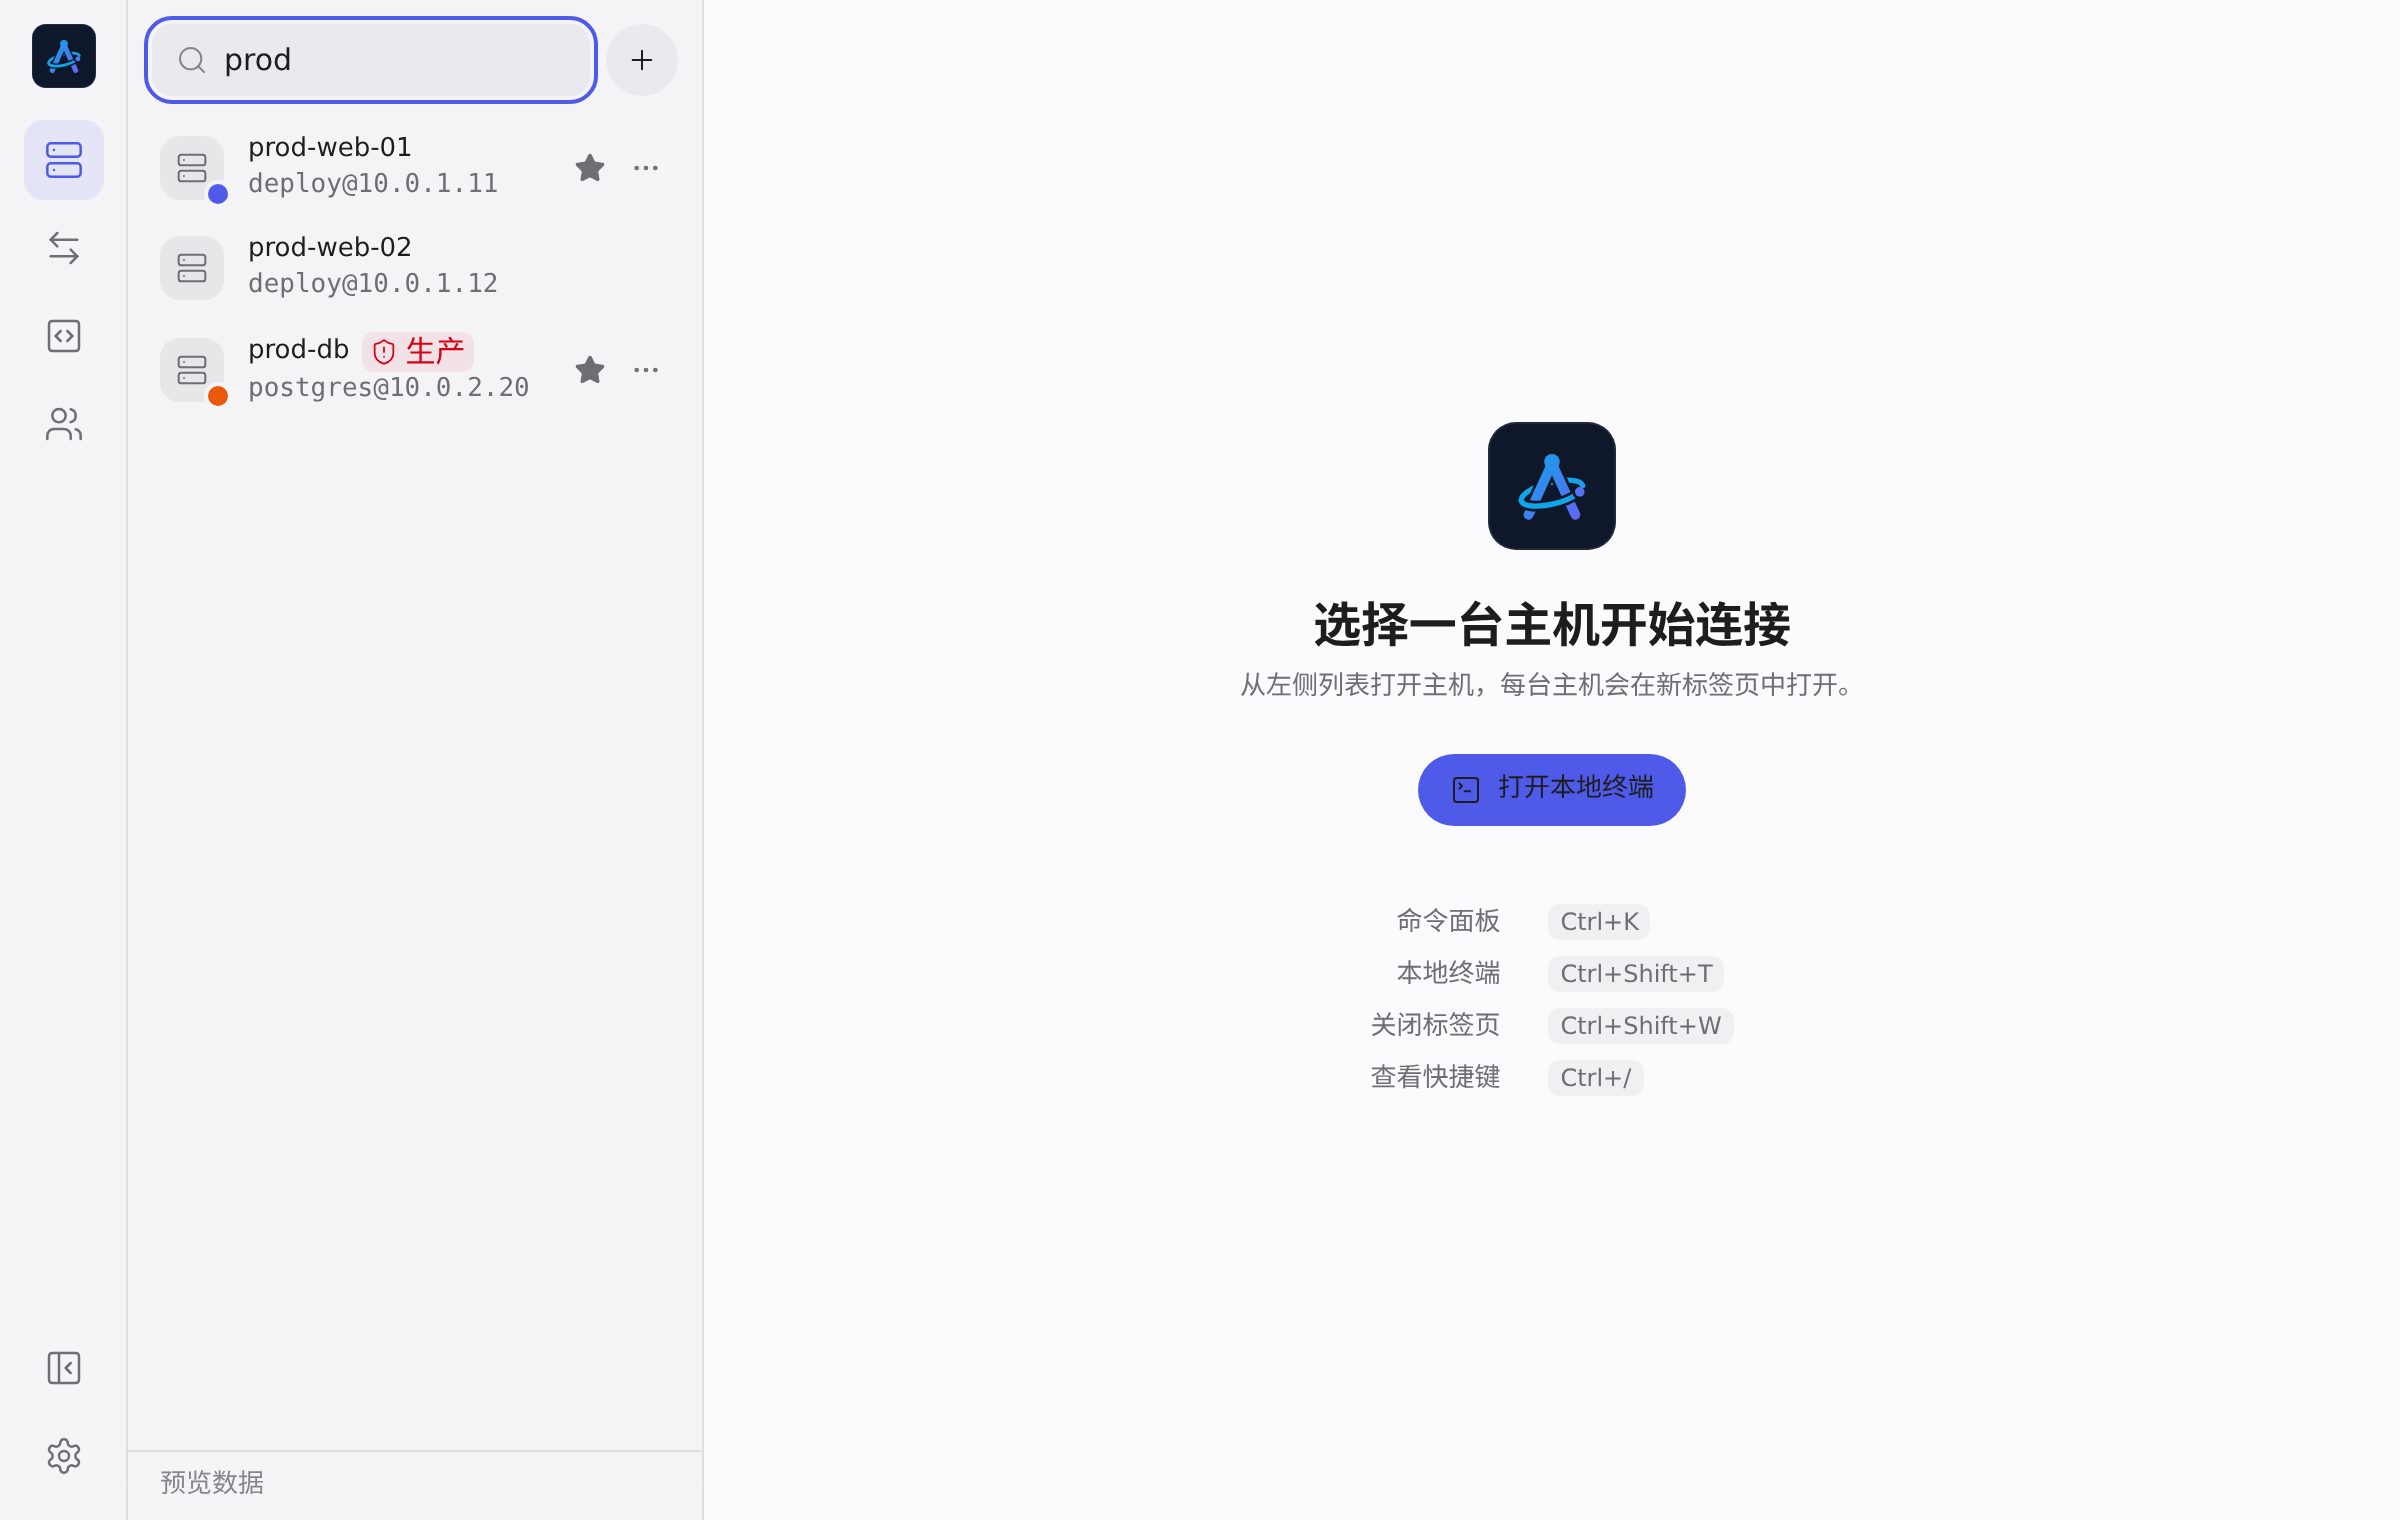 prod
prod-web-01
deploy@10.0.1.11
prod-web-02
deploy@10.0.1.12
prod-db 生产
postgres@10.0.2.20
预览数据
选择一台主机开始连接
从左侧列表打开主机，每台主机会在新标签页中打开。
打开本地终端
命令面板 Ctrl+K
本地终端 Ctrl+Shift+T
关闭标签页 Ctrl+Shift+W
查看快捷键 Ctrl+/